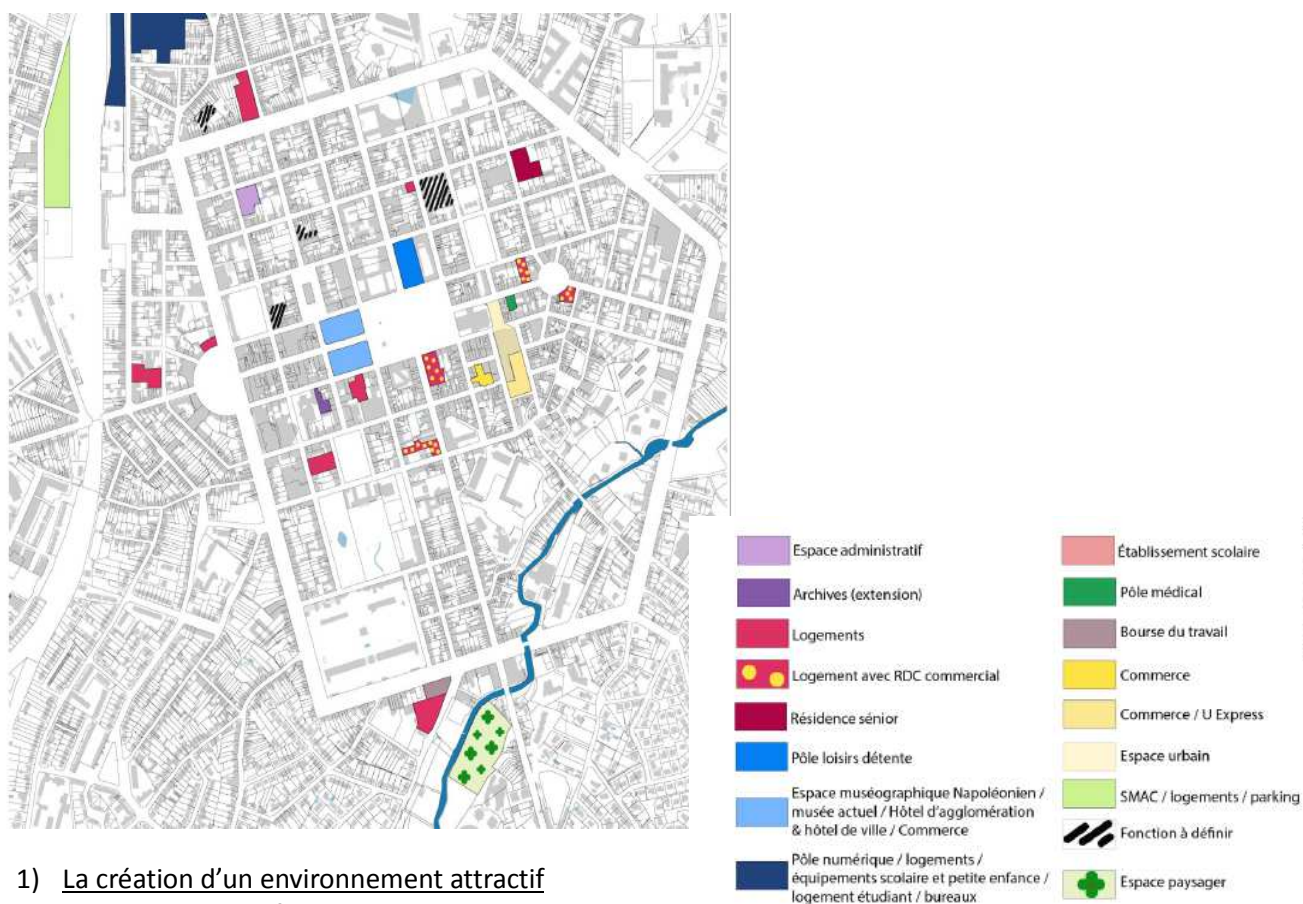 Espace administratif
Archives (extension)
Logements
Logement avec RDC commercial
Résidence sénior
Pôle loisirs détente
Espace muséographique Napoléonien /
musée actuel / Hôtel d'agglomération
& hôtel de ville / Commerce
Pôle numérique / logements /
équipements scolaire et petite enfance /
logement étudiant / bureaux
Établissement scolaire
Pôle médical
Bourse du travail
Commerce
Commerce / U Express
Espace urbain
SMAC / logements / parking
Fonction à définir
Espace paysager
1) La création d’un environnement attractif